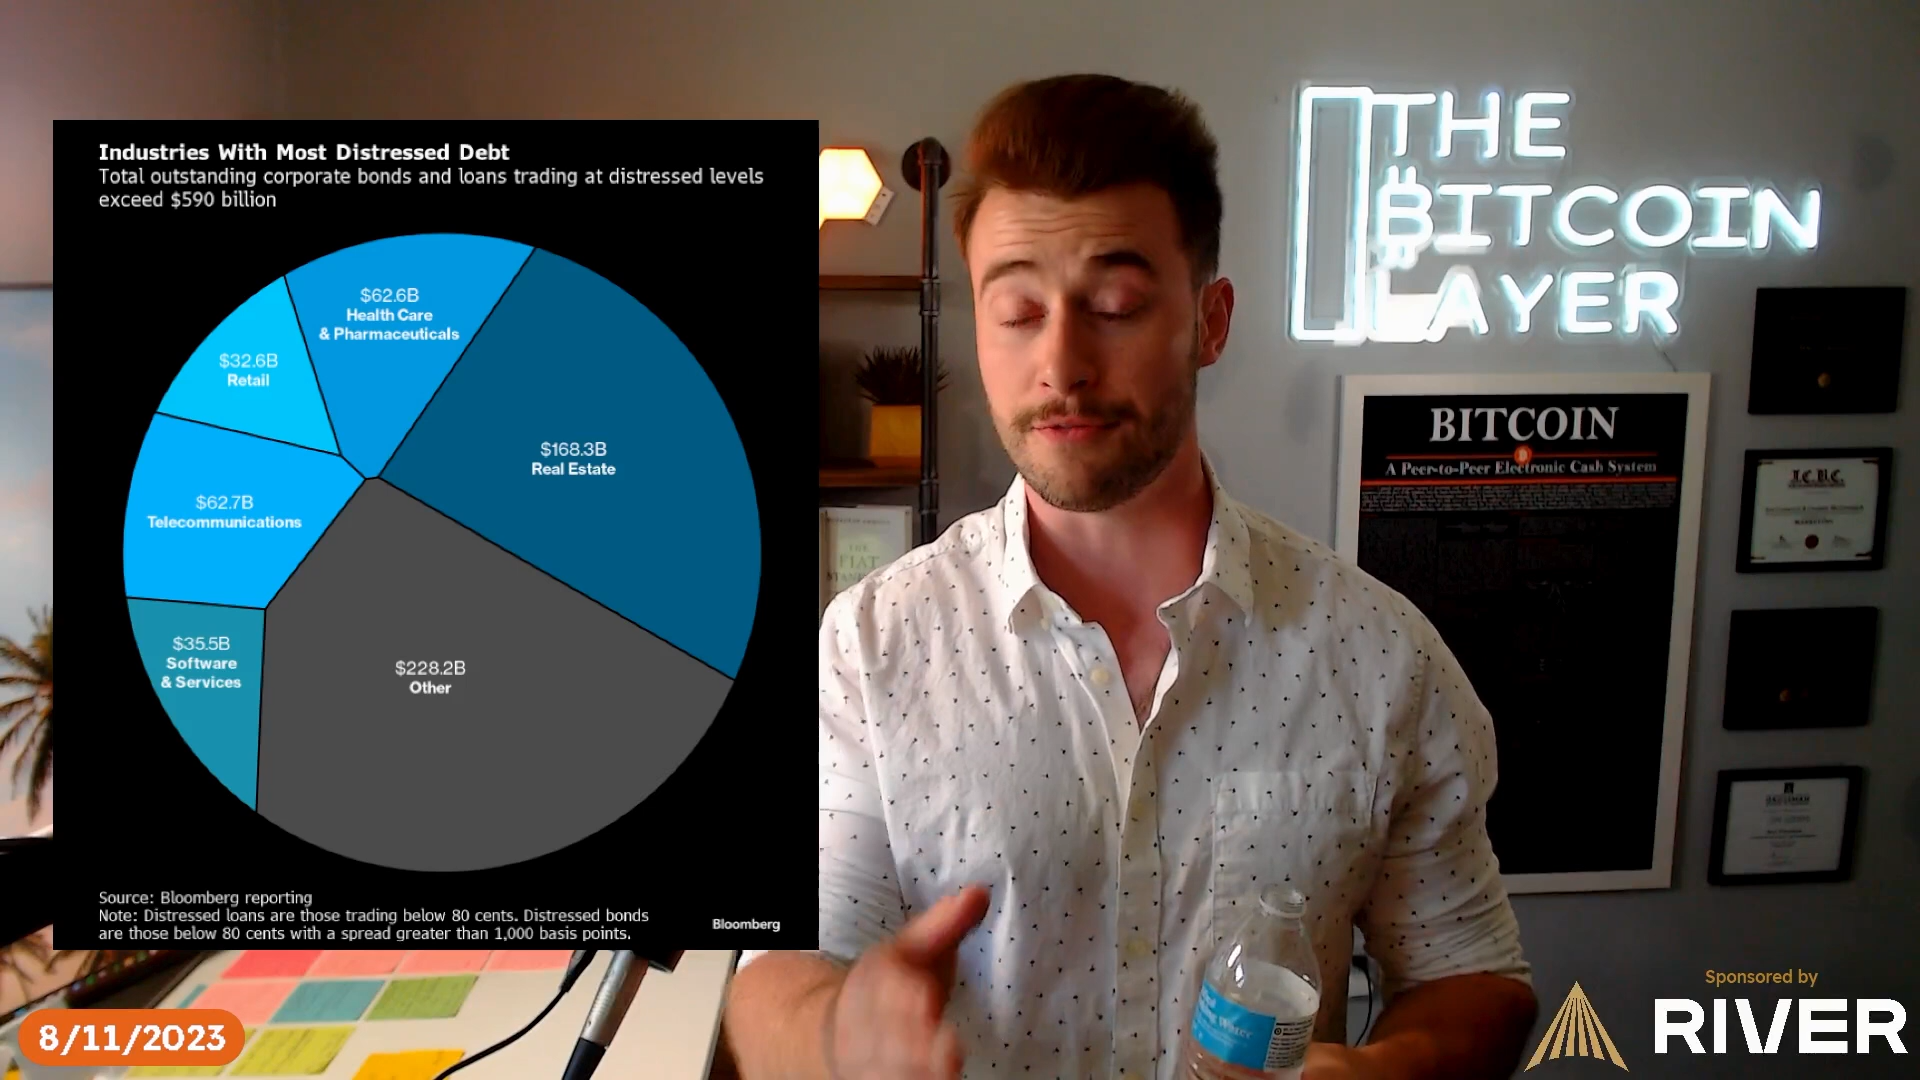 Industries With Most Distressed Debt
Total outstanding corporate bonds and loans trading at distressed levels
exceed $590 billion
$62.6B
Health Care
& Pharmaceuticals
$32.6B
Retail
$168.3B
Real Estate
$62.7B
Telecommunications
$35.5B
Software
& Services
$228.2B
Other
Source: Bloomberg reporting
Note: Distressed loans are those trading below 80 cents. Distressed bonds
are those below 80 cents with a spread greater than 1,000 basis points.
Bloomberg
8/11/2023
THE
BITCOIN
LAYER
BITCOIN
A Peer-to-Peer Electronic Cash System
I.C.B.C.
THE
FIAT
Water
Sponsored by
RIVER